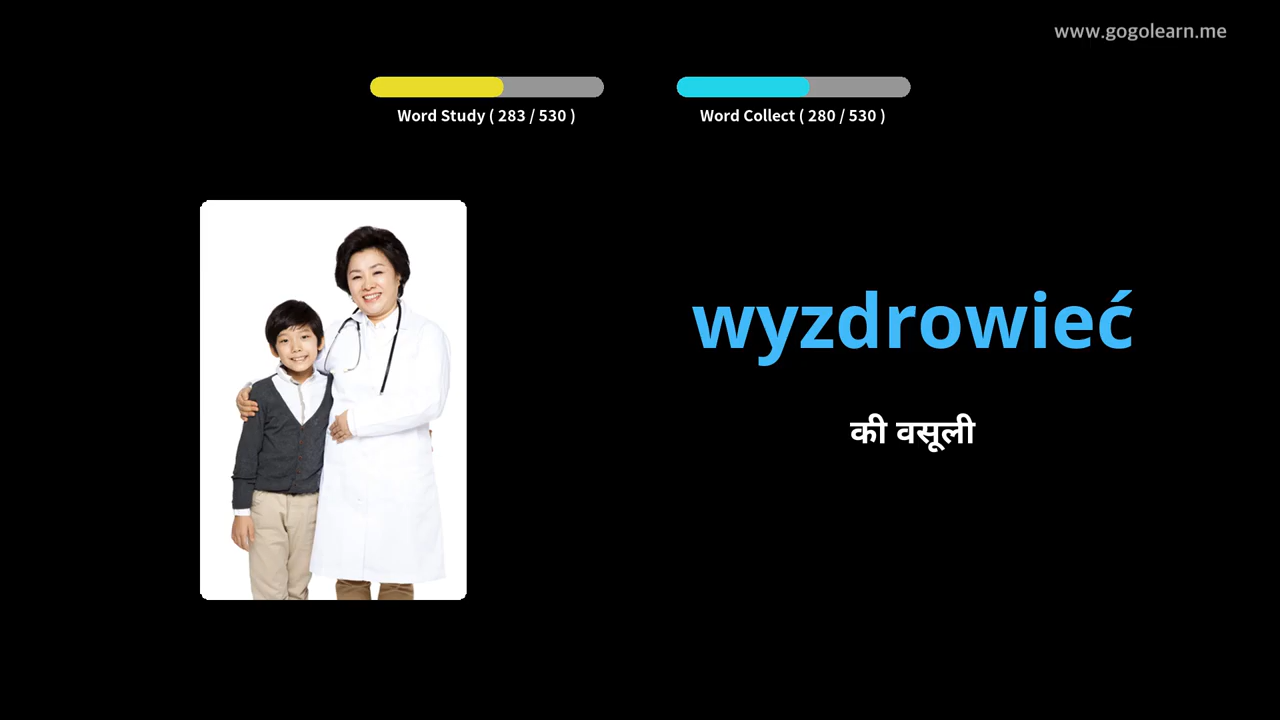 www.gogolearn.me
Word Study ( 283 / 530 )
Word Collect ( 280 / 530 )
wyzdrowieć
की वसूली